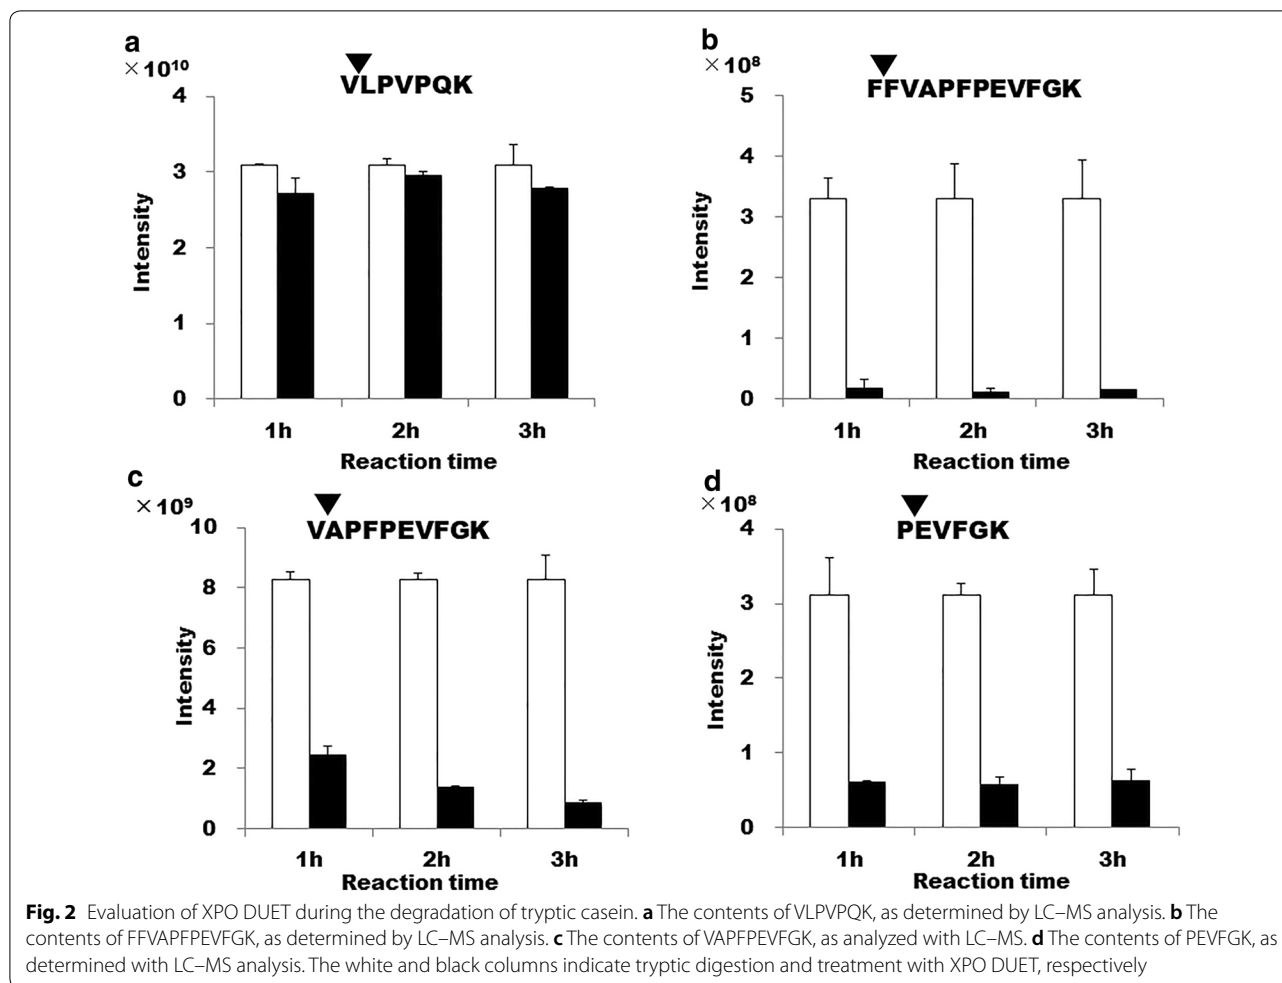 a
×10¹⁰
VLPVPQK
4
3
2
1
0
Intensity
1h 2h 3h
Reaction time
b
×10⁸
FFVAPFPEVFGK
5
4
3
2
1
0
Intensity
1h 2h 3h
Reaction time
c
×10⁹
VAPFPEVFGK
10
8
6
4
2
0
Intensity
1h 2h 3h
Reaction time
d
×10⁸
PEVFGK
4
3
2
1
0
Intensity
1h 2h 3h
Reaction time
Fig. 2 Evaluation of XPO DUET during the degradation of tryptic casein. a The contents of VLPVPQK, as determined by LC–MS analysis. b The
contents of FFVAPFPEVFGK, as determined by LC–MS analysis. c The contents of VAPFPEVFGK, as analyzed with LC–MS. d The contents of PEVFGK, as
determined with LC–MS analysis. The white and black columns indicate tryptic digestion and treatment with XPO DUET, respectively